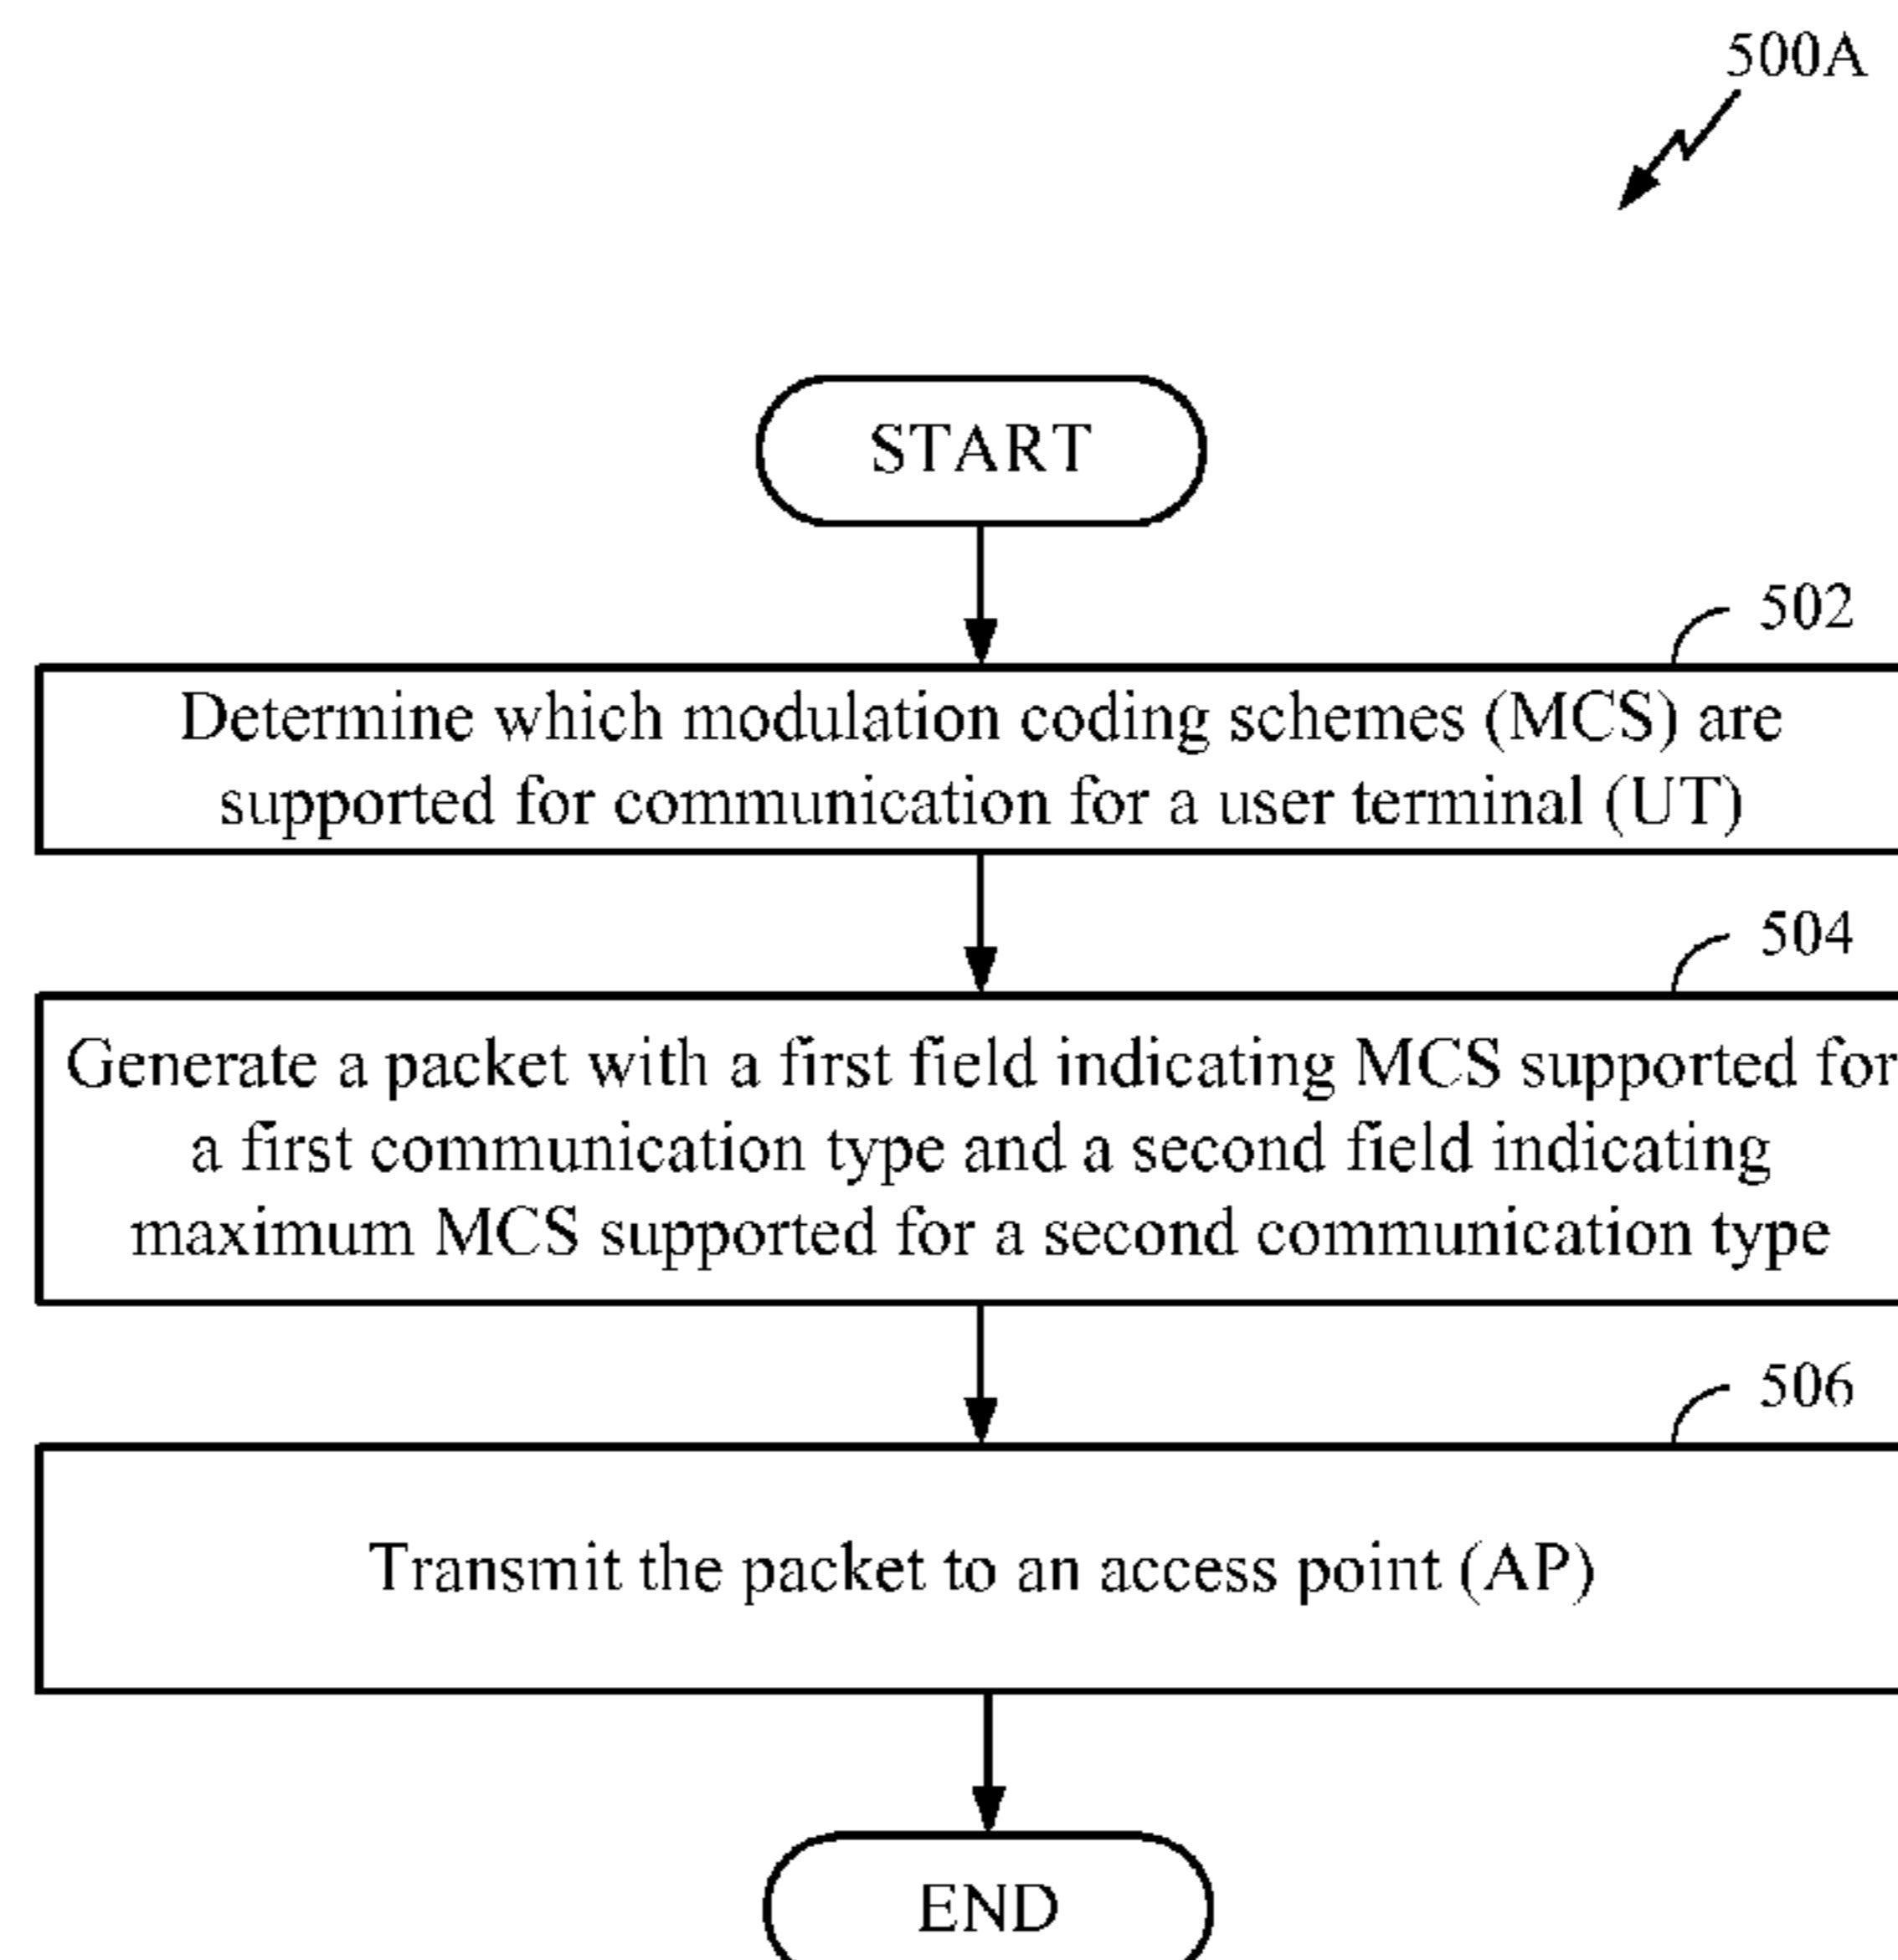 500A
START
502
Determine which modulation coding schemes (MCS) are
supported for communication for a user terminal (UT)
504
Generate a packet with a first field indicating MCS supported for
a first communication type and a second field indicating
maximum MCS supported for a second communication type
506
Transmit the packet to an access point (AP)
END